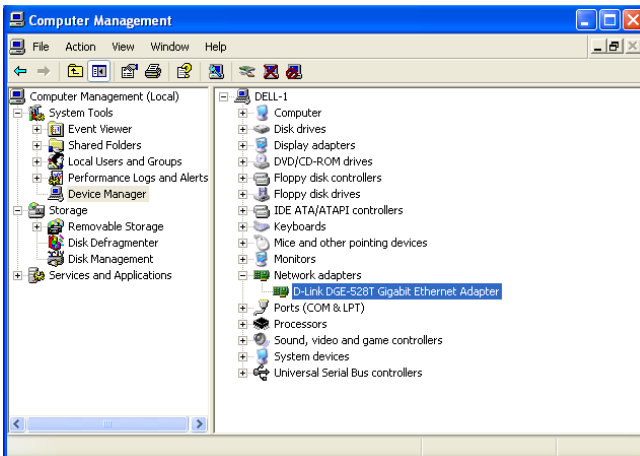 Computer Management
File Action View Window Help
Computer Management (Local)
System Tools
Event Viewer
Shared Folders
Local Users and Groups
Performance Logs and Alerts
Device Manager
Storage
Removable Storage
Disk Defragmenter
Disk Management
Services and Applications
DELL-1
Computer
Disk drives
Display adapters
DVD/CD-ROM drives
Floppy disk controllers
Floppy disk drives
IDE ATA/ATAPI controllers
Keyboards
Mice and other pointing devices
Monitors
Network adapters
D-Link DGE-528T Gigabit Ethernet Adapter
Ports (COM & LPT)
Processors
Sound, video and game controllers
System devices
Universal Serial Bus controllers